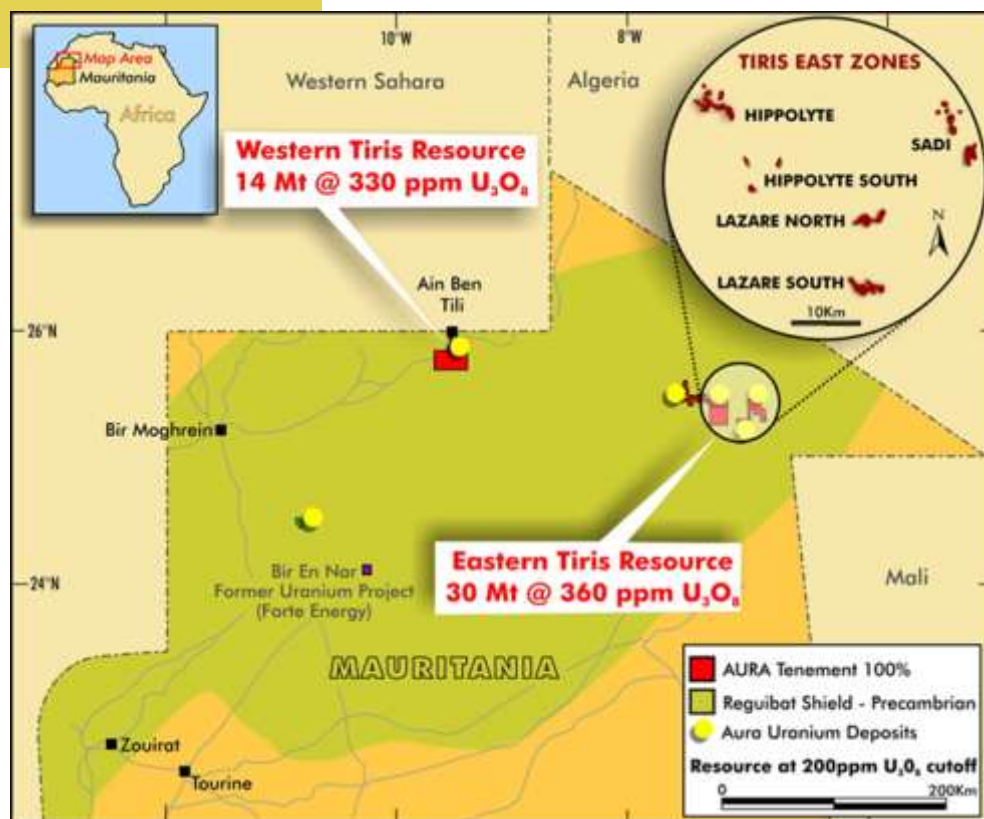 Map Area
Mauritania
Africa
10°W
8°W
Western Sahara
Algeria
TIRIS EAST ZONES
HIPPOLYTE
SADI
HIPPOLYTE SOUTH
LAZARE NORTH
N
LAZARE SOUTH
10Km
Western Tiris Resource
14 Mt @ 330 ppm U₃O₈
Ain Ben
Tili
26°N
Bir Moghrein
Eastern Tiris Resource
30 Mt @ 360 ppm U₃O₈
24°N
Bir En Nar
Former Uranium Project
(Forte Energy)
Mali
MAURITANIA
AURA Tenement 100%
Reguibat Shield - Precambrian
Aura Uranium Deposits
Resource at 200ppm U₃0₈ cutoff
0 200Km
Zouirat
Tourine